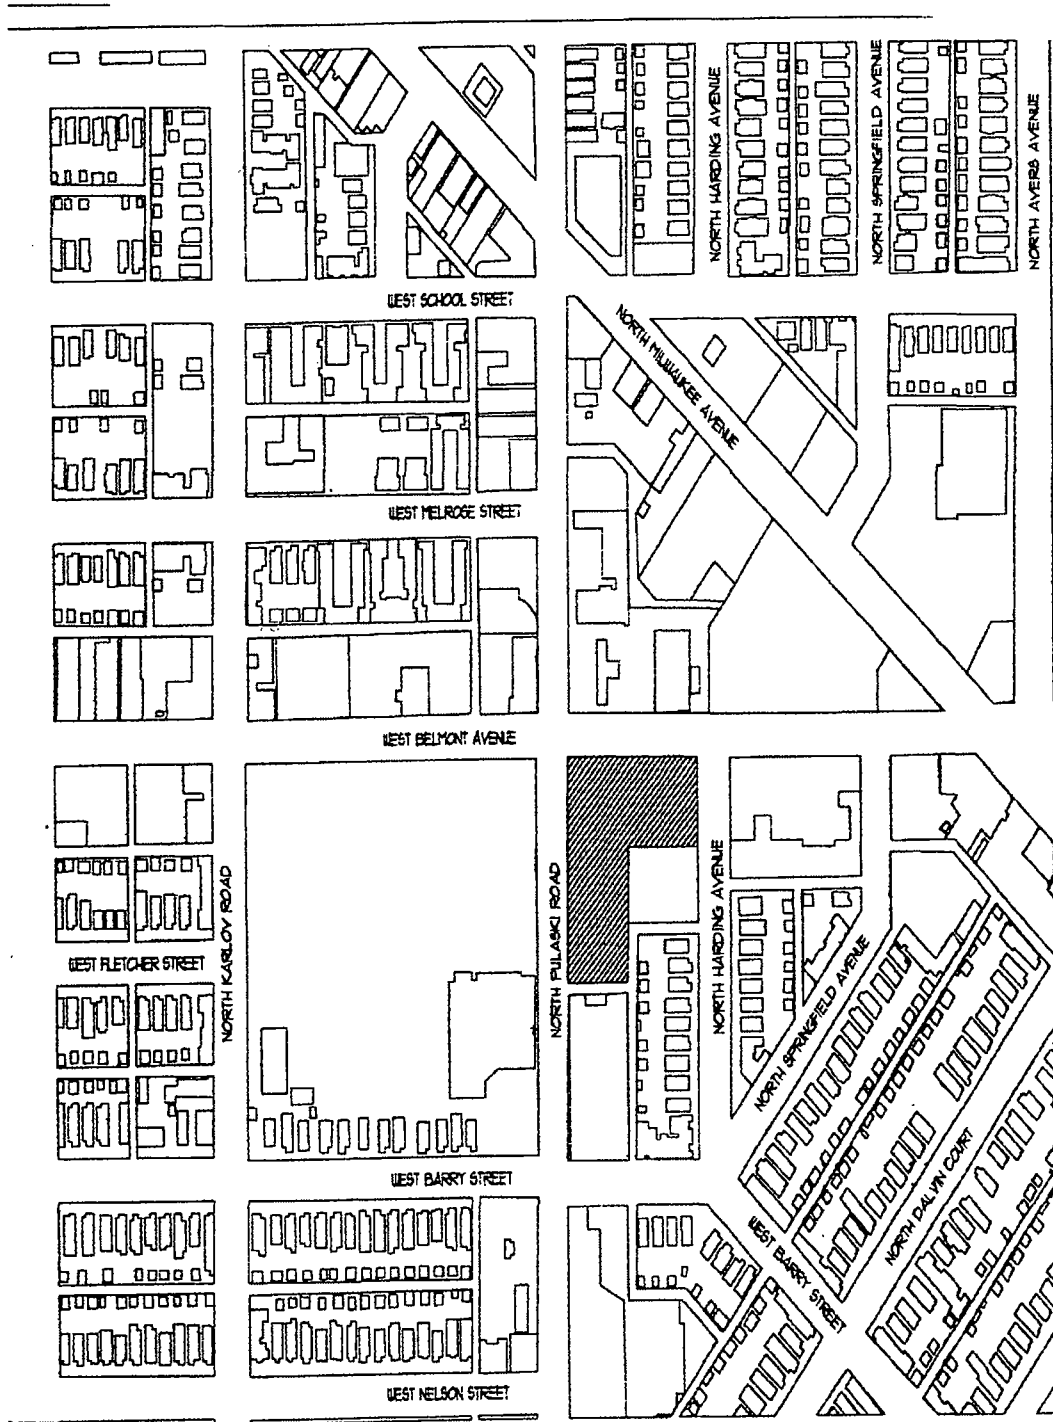 NORTH HARDING AVENUE
NORTH SPRINGFIELD AVENUE
NORTH AVERS AVENUE
WEST SCHOOL STREET
NORTH MILWAUKEE AVENUE
WEST MELROSE STREET
WEST BELMONT AVENUE
NORTH KARLOV ROAD
NORTH PULASKI ROAD
NORTH HARDING AVENUE
WEST FLETCHER STREET
NORTH SPRINGFIELD AVENUE
WEST BARRY STREET
NORTH DALVIN COURT
WEST BARRY STREET
WEST NELSON STREET